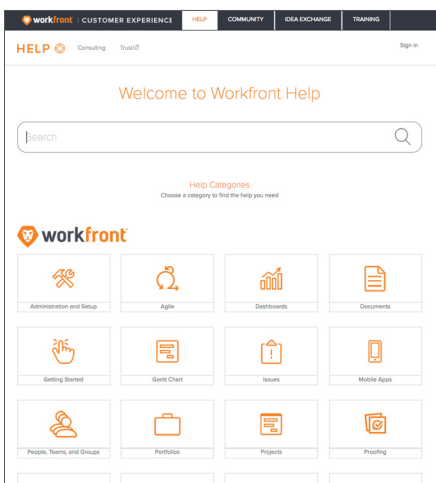 workfront CUSTOMER EXPERIENCE HELP COMMUNITY IDEA EXCHANGE TRAINING
HELP Consulting Trust Sign in
Welcome to Workfront Help
Search
Help Categories
Choose a category to find the help you need
workfront
Administration and Setup Agile Dashboards Documents
Getting Started Gantt Chart Issues Mobile Apps
People, Teams, and Groups Portfolios Projects Proofing